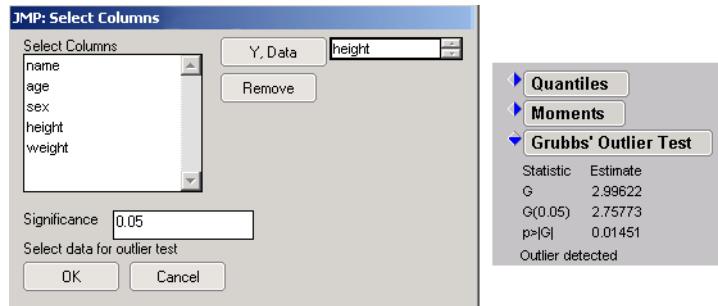 JMP: Select Columns
Select Columns
name
age
sex
height
weight
Y, Data
height
Remove
Significance 0.05
Select data for outlier test
OK Cancel
Quantiles
Moments
Grubbs' Outlier Test
Statistic Estimate
G 2.99622
G(0.05) 2.75773
p>|G| 0.01451
Outlier detected